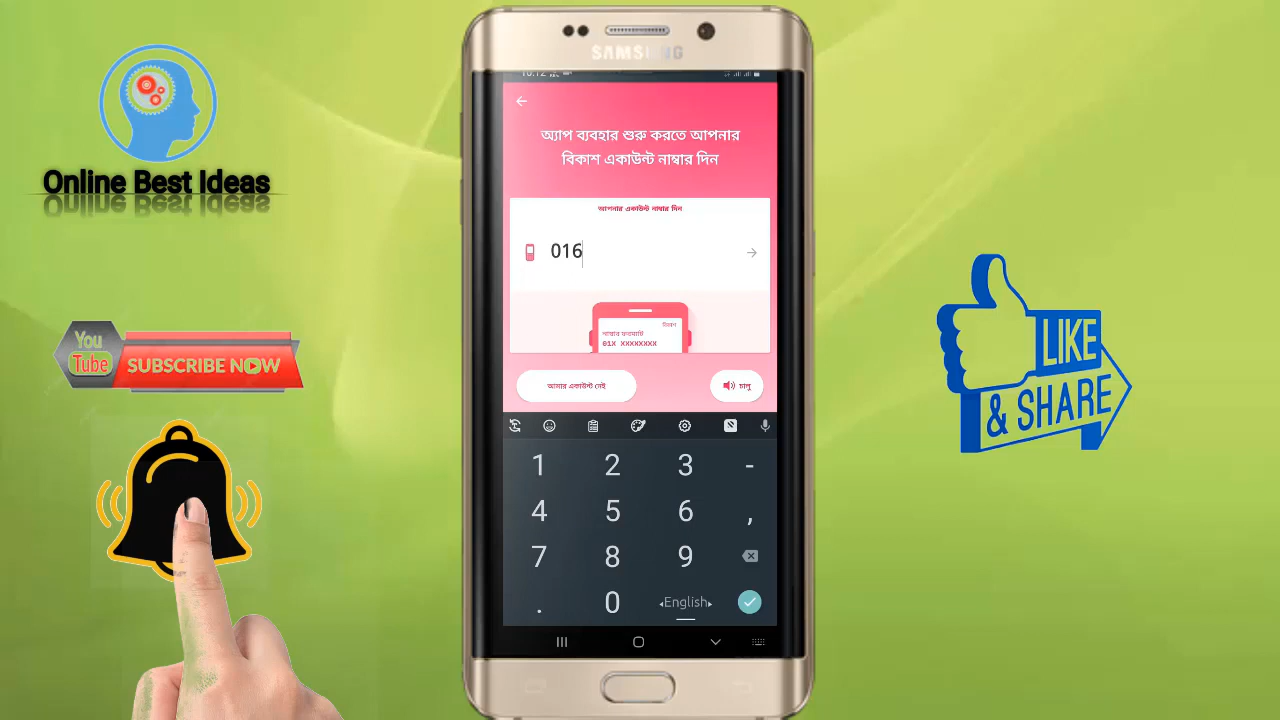 Online Best Ideas
You
Tube
SUBSCRIBE NOW
SAMSUNG
অ্যাপ ব্যবহার শুরু করতে আপনার
বিকাশ একাউন্ট নাম্বার দিন
আপনার একাউন্ট নাম্বার দিন
016
বিকাশ
নাম্বার ফরম্যাট
01X XXXXXXXX
আমার একাউন্ট নেই
চালু
1 2 3 -
4 5 6 ,
7 8 9
. 0 English
LIKE
& SHARE